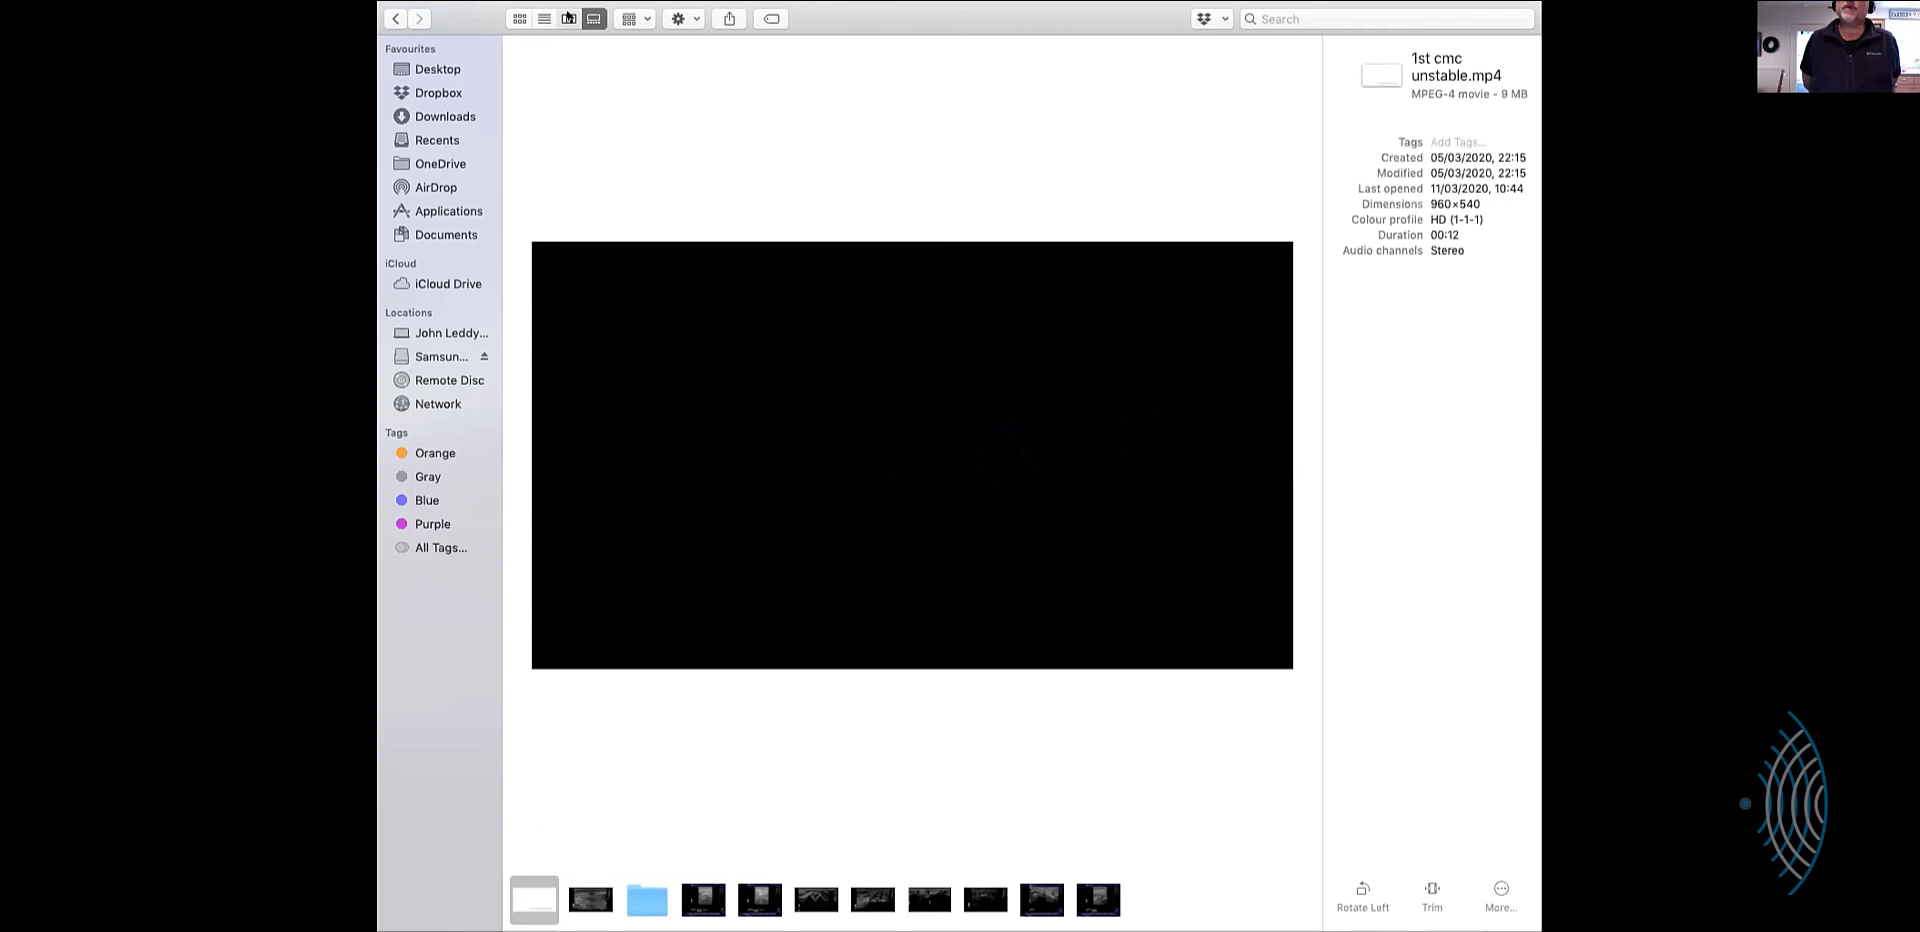 Search
Favourites
Desktop
Dropbox
Downloads
Recents
OneDrive
AirDrop
Applications
Documents
iCloud
iCloud Drive
Locations
John Leddy...
Samsun...
Remote Disc
Network
Tags
Orange
Gray
Blue
Purple
All Tags...
1st cmc
unstable.mp4
MPEG-4 movie - 9 MB
Tags Add Tags...
Created 05/03/2020, 22:15
Modified 05/03/2020, 22:15
Last opened 11/03/2020, 10:44
Dimensions 960×540
Colour profile HD (1-1-1)
Duration 00:12
Audio channels Stereo
Rotate Left Trim More...